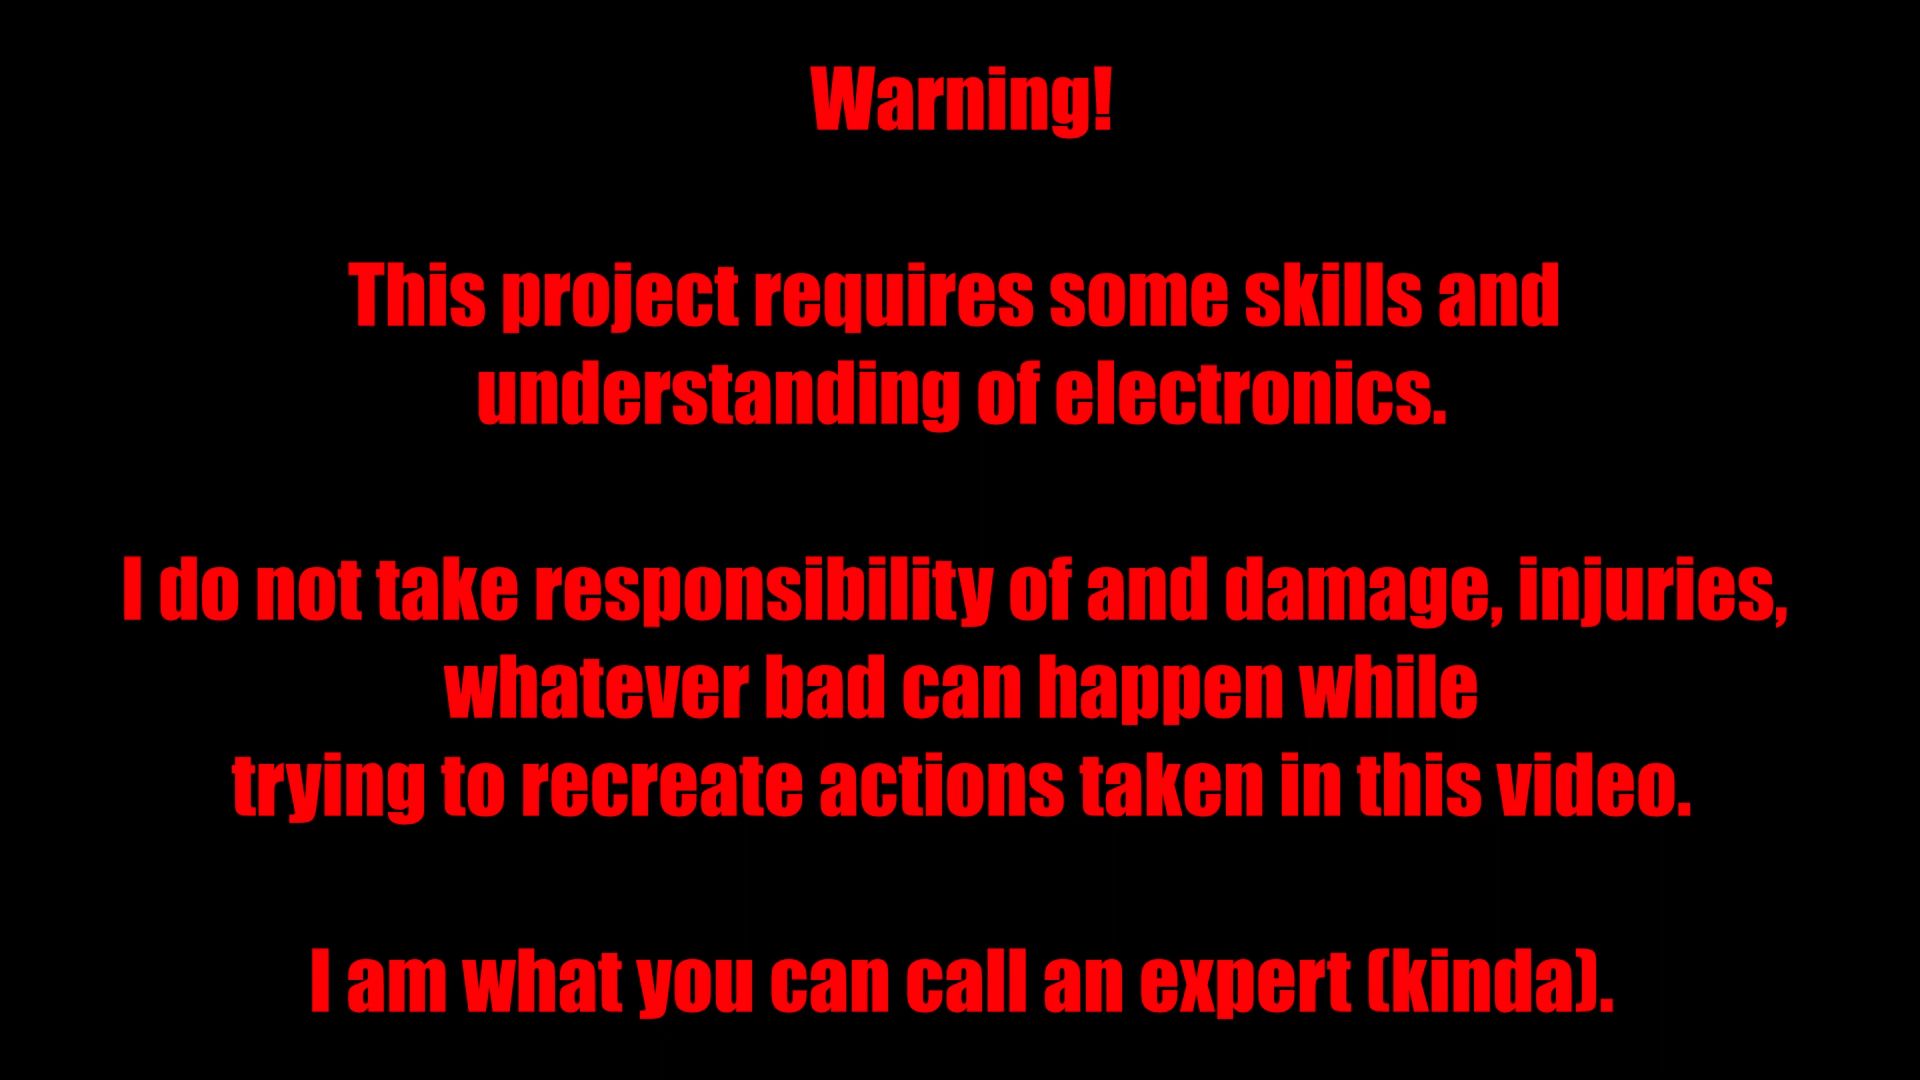 Warning!
This project requires some skills and
understanding of electronics.
I do not take responsibility of and damage, injuries,
whatever bad can happen while
trying to recreate actions taken in this video.
I am what you can call an expert (kinda).